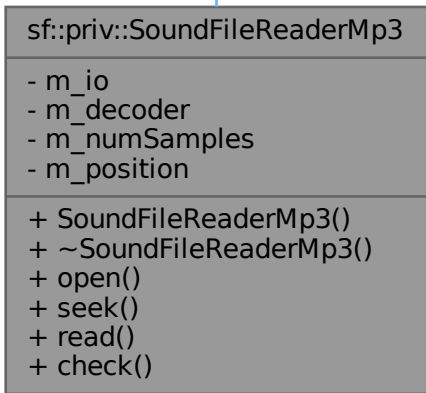 sf::priv::SoundFileReaderMp3
- m_io
- m_decoder
- m_numSamples
- m_position
+ SoundFileReaderMp3()
+ ~SoundFileReaderMp3()
+ open()
+ seek()
+ read()
+ check()